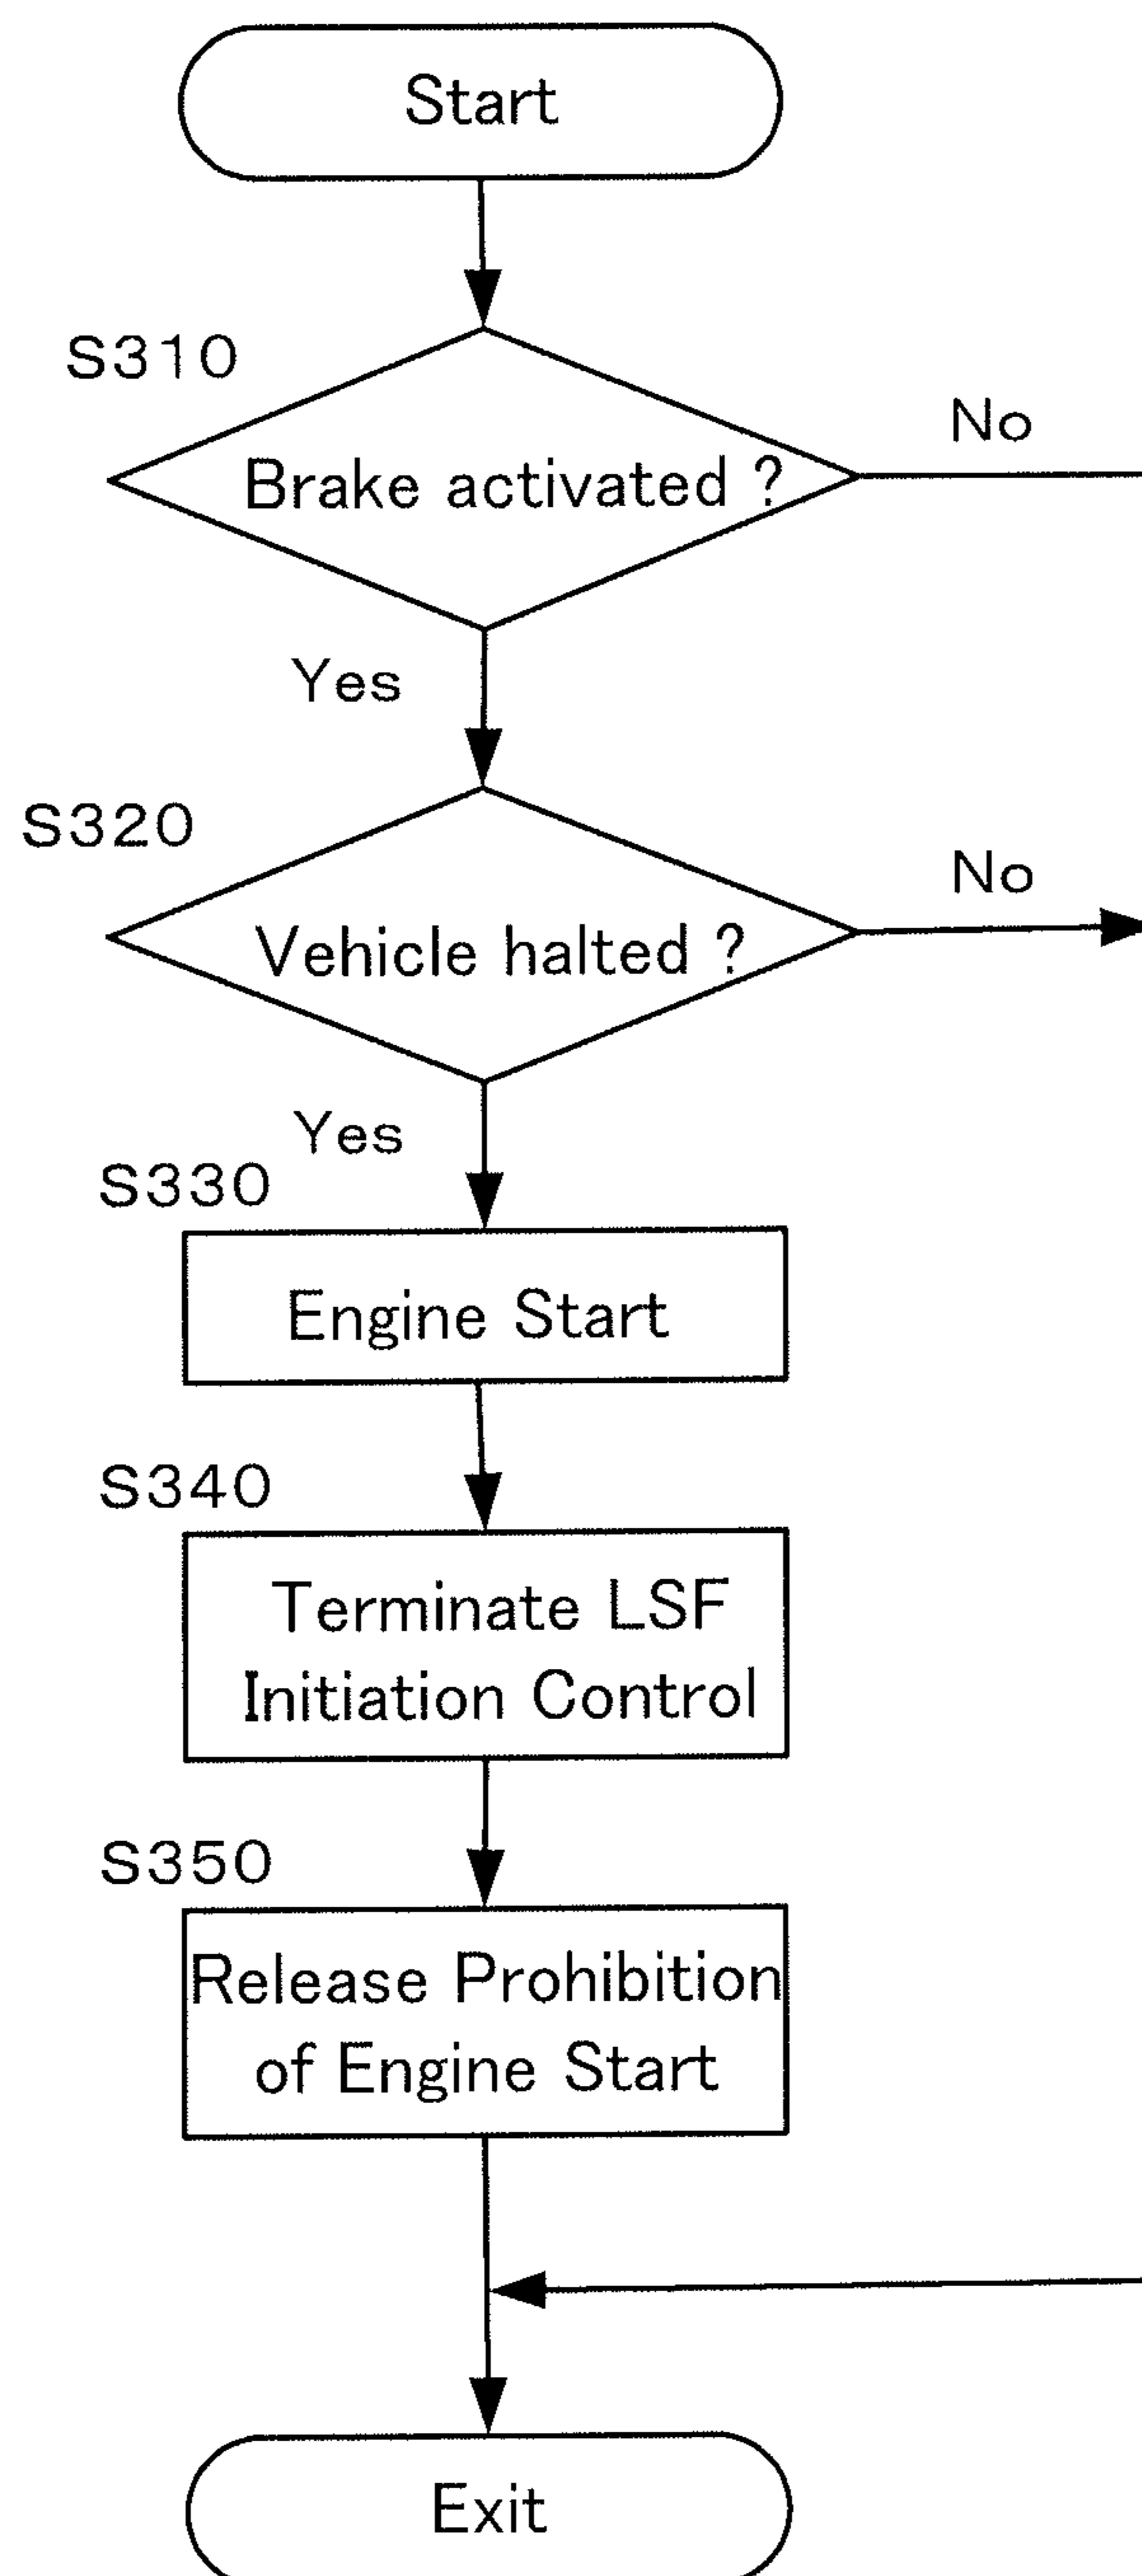 Start
S310
No
Brake activated ?
Yes
S320
No
Vehicle halted ?
Yes
S330
Engine Start
S340
Terminate LSF
Initiation Control
S350
Release Prohibition
of Engine Start
Exit